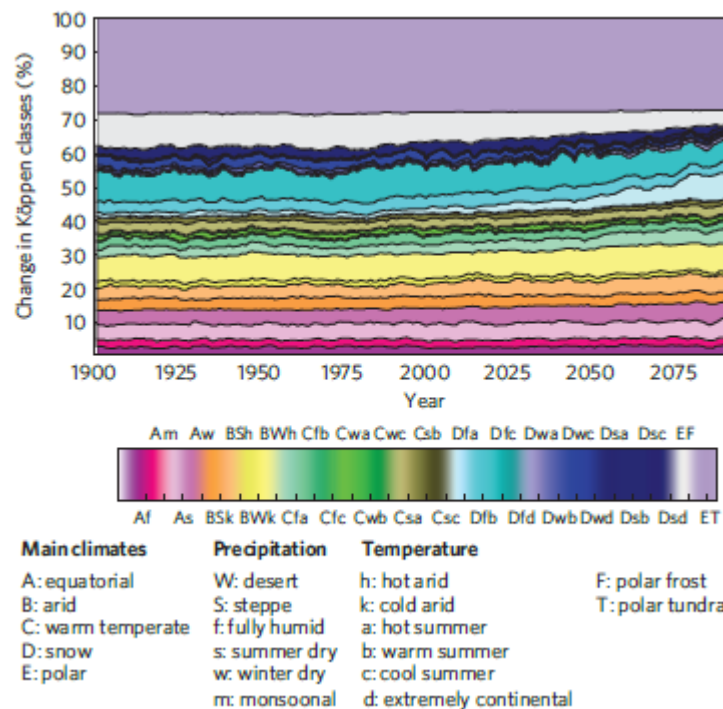 100
90
80
70
60
50
40
30
20
10
Change in Köppen classes (%)
1900 1925 1950 1975 2000 2025 2050 2075
Year
Am Aw BSh BWh Cfb Cwa Cwc Csb Dfa Dfc Dwa Dwc Dsa Dsc EF
Af As BSk BWk Cfa Cfc Cwb Csa Csc Dfb Dfd Dwb Dwd Dsb Dsd ET
Main climates Precipitation Temperature
A: equatorial W: desert h: hot arid F: polar frost
B: arid S: steppe k: cold arid T: polar tundra
C: warm temperate f: fully humid a: hot summer
D: snow s: summer dry b: warm summer
E: polar w: winter dry c: cool summer
m: monsoonal d: extremely continental